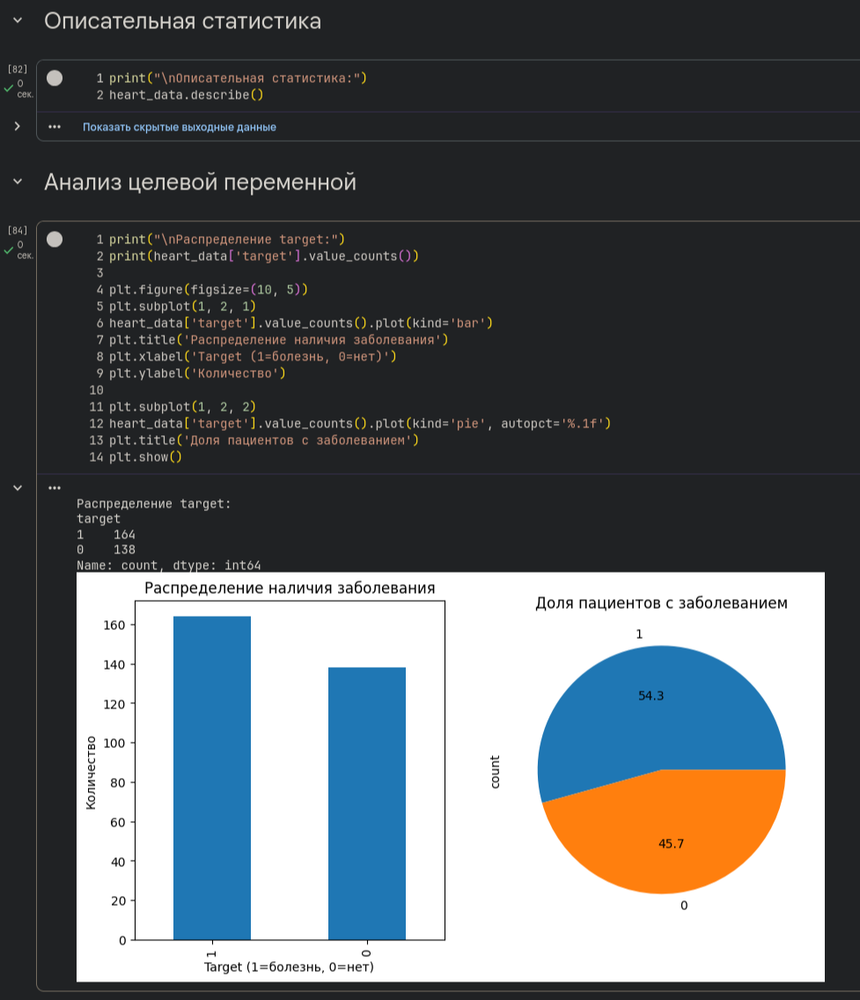 Описательная статистика
[82]
0
сек.
1 print("\nОписательная статистика:")
2 heart_data.describe()
Показать скрытые выходные данные
Анализ целевой переменной
[84]
0
сек.
1 print("\nРаспределение target:")
2 print(heart_data['target'].value_counts())
3
4 plt.figure(figsize=(10, 5))
5 plt.subplot(1, 2, 1)
6 heart_data['target'].value_counts().plot(kind='bar')
7 plt.title('Распределение наличия заболевания')
8 plt.xlabel('Target (1=болезнь, 0=нет)')
9 plt.ylabel('Количество')
10
11 plt.subplot(1, 2, 2)
12 heart_data['target'].value_counts().plot(kind='pie', autopct='%.1f')
13 plt.title('Доля пациентов с заболеванием')
14 plt.show()
Распределение target:
target
1    164
0    138
Name: count, dtype: int64
Распределение наличия заболевания
160
140
120
100
80
60
40
20
0
Количество
1
0
Target (1=болезнь, 0=нет)
Доля пациентов с заболеванием
1
54.3
count
45.7
0